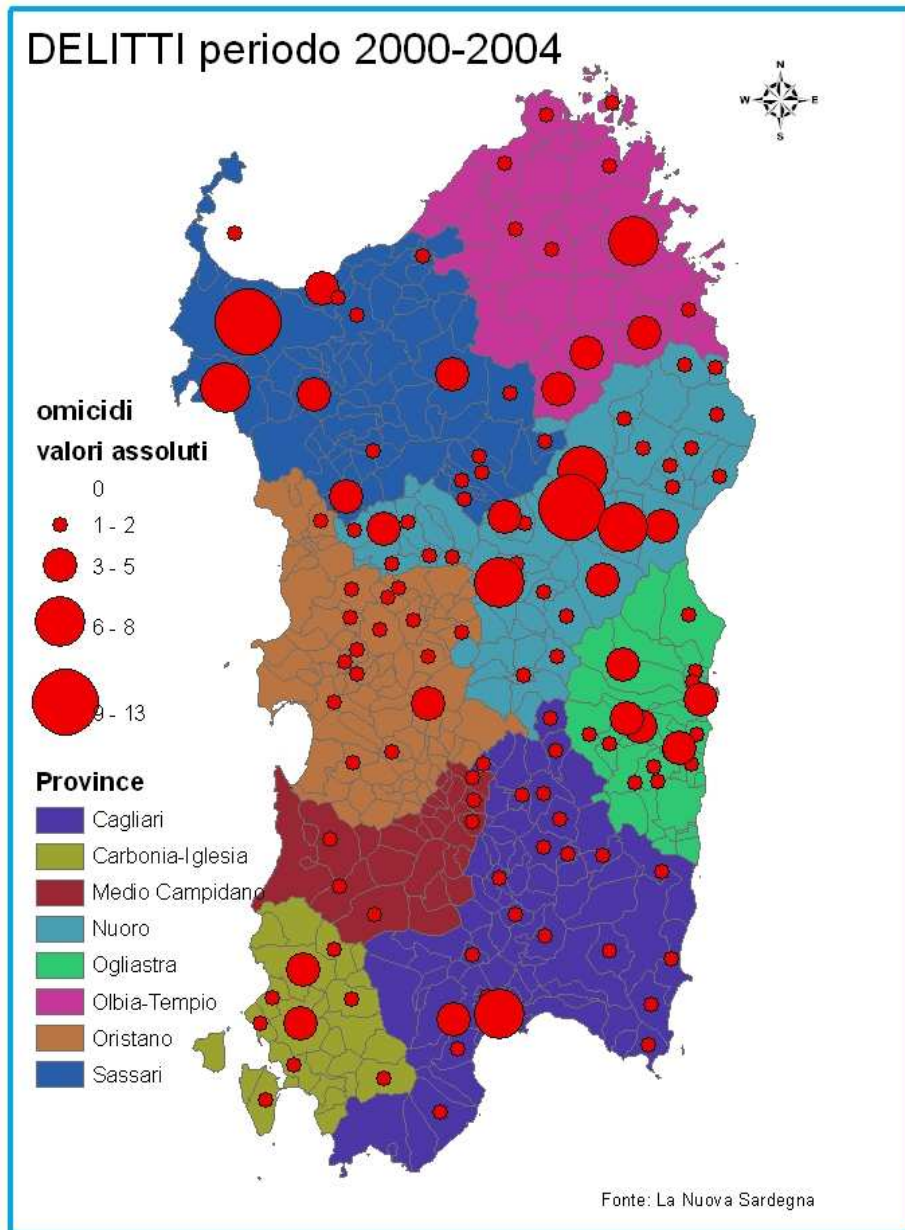 DELITTI periodo 2000-2004
N
W E
S
omicidi
valori assoluti
0
1 - 2
3 - 5
6 - 8
9 - 13
Province
Cagliari
Carbonia-Iglesia
Medio Campidano
Nuoro
Ogliastra
Olbia-Tempio
Oristano
Sassari
Fonte: La Nuova Sardegna